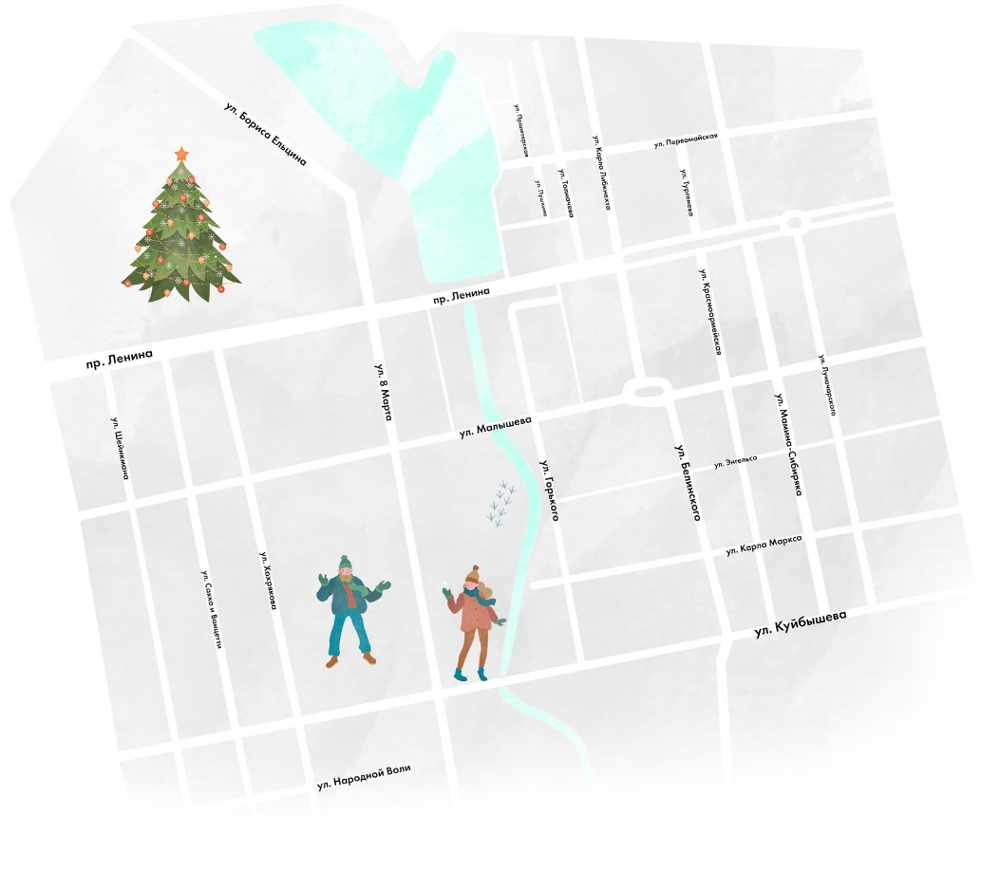 ул. Бориса Ельцина
ул. Пролетарская
ул. Карла Либкнехта
ул. Первомайская
ул. Пушкина
ул. Толмачева
ул. Тургенева
пр. Ленина
пр. Ленина
ул. Красноармейская
ул. 8 Марта
ул. Луначарского
ул. Шейнкмана
ул. Малышева
ул. Мамина-Сибиряка
ул. Горького
ул. Белинского
ул. Энгельса
ул. Карла Маркса
ул. Сакко и Ванцетти
ул. Хохрякова
ул. Куйбышева
ул. Народной Воли